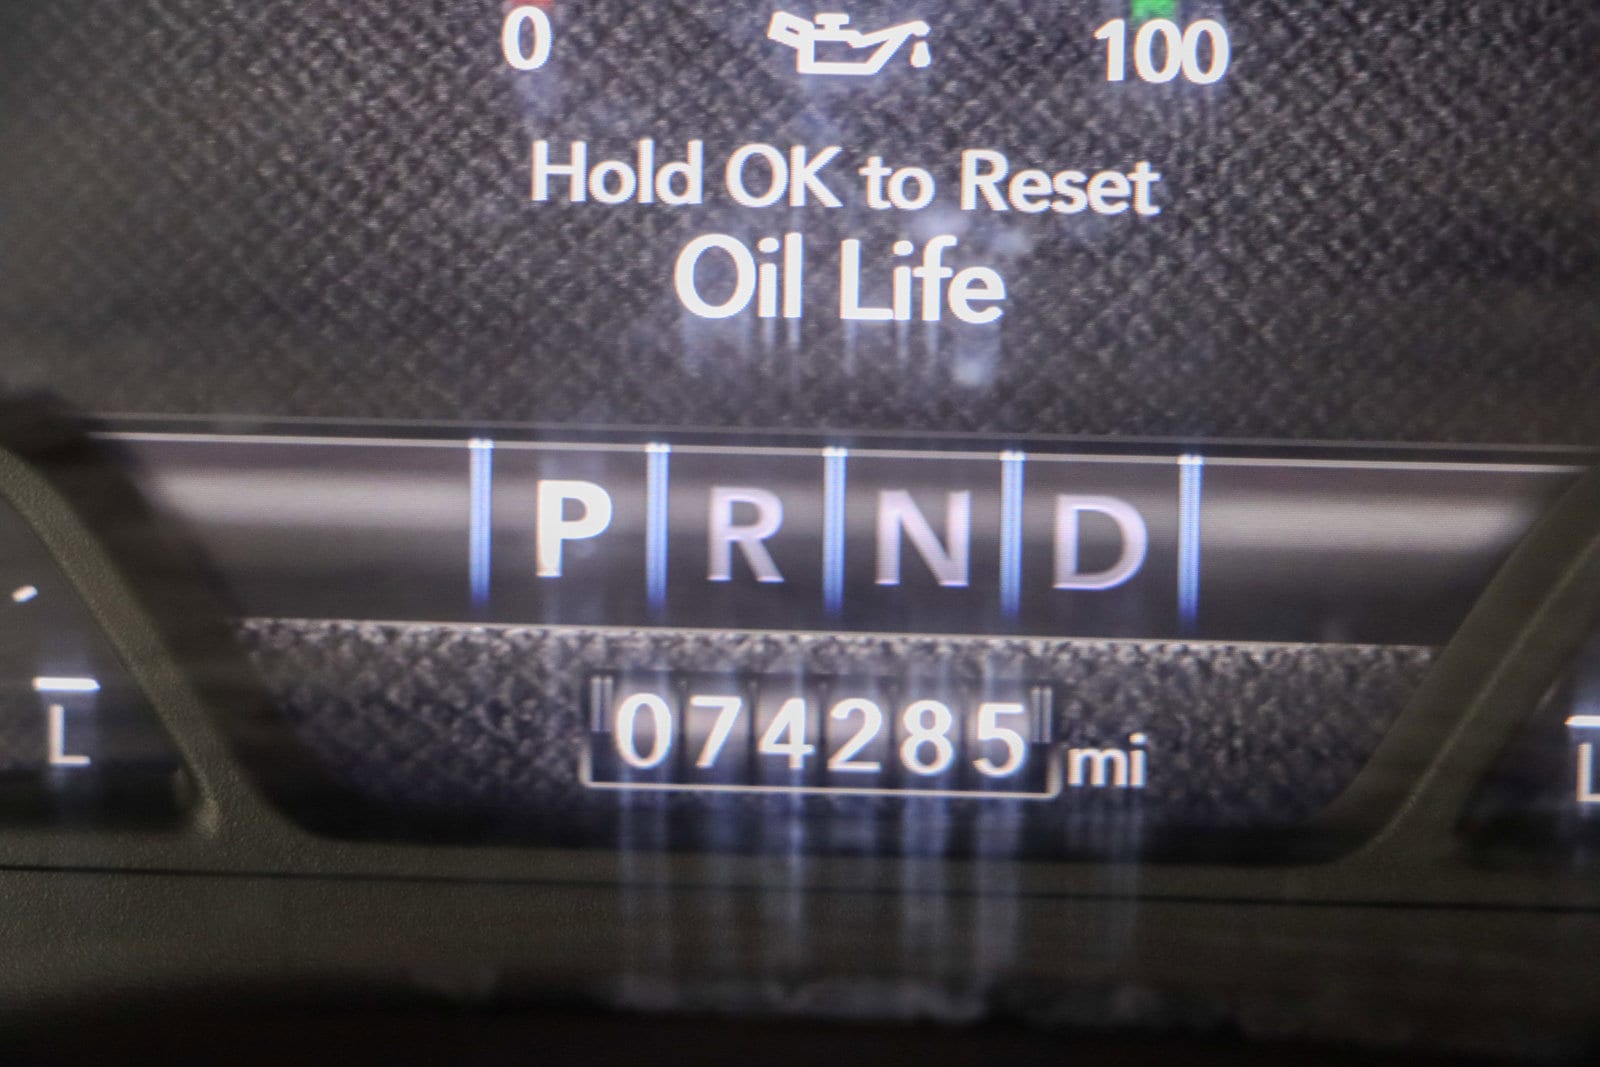 0 100
Hold OK to Reset
Oil Life
P R N D
L
074285 mi
L